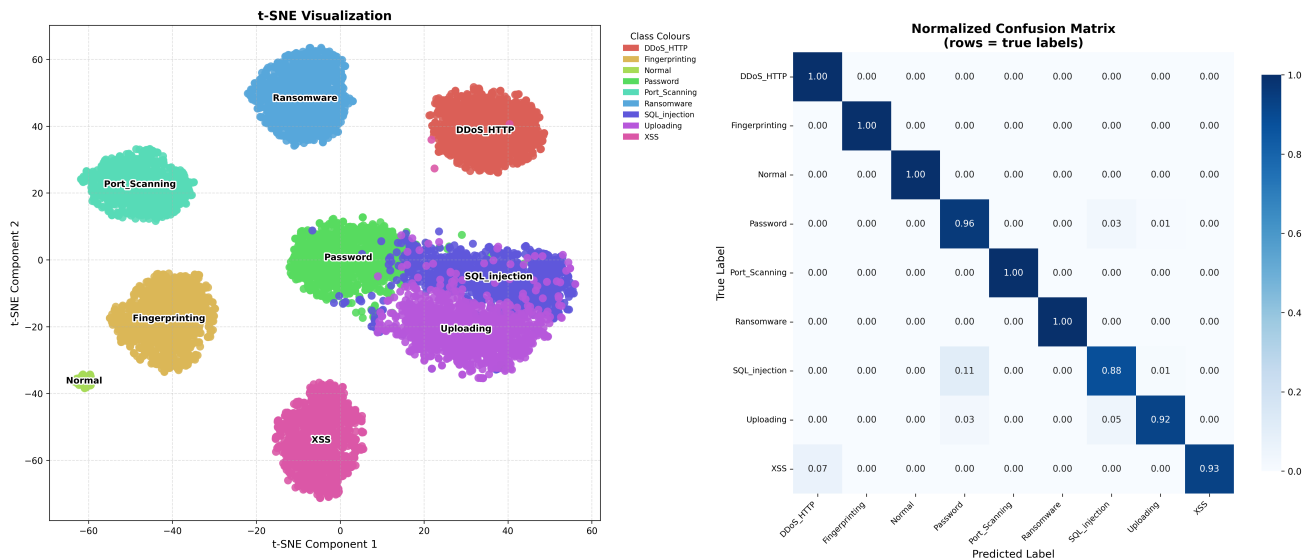 t-SNE Visualization
60
40
20
0
−20
−40
−60
−60
−40
−20
0
20
40
60
t-SNE Component 2
t-SNE Component 1
Ransomware
DDoS_HTTP
Port_Scanning
Password
SQL_injection
Fingerprinting
Uploading
Normal
XSS
Class Colours
DDoS_HTTP
Fingerprinting
Normal
Password
Port_Scanning
Ransomware
SQL_injection
Uploading
XSS
Normalized Confusion Matrix
(rows = true labels)
True Label
DDoS_HTTP 1.00 0.00 0.00 0.00 0.00 0.00 0.00 0.00 0.00
Fingerprinting 0.00 1.00 0.00 0.00 0.00 0.00 0.00 0.00 0.00
Normal 0.00 0.00 1.00 0.00 0.00 0.00 0.00 0.00 0.00
Password 0.00 0.00 0.00 0.96 0.00 0.00 0.03 0.01 0.00
Port_Scanning 0.00 0.00 0.00 0.00 1.00 0.00 0.00 0.00 0.00
Ransomware 0.00 0.00 0.00 0.00 0.00 1.00 0.00 0.00 0.00
SQL_injection 0.00 0.00 0.00 0.11 0.00 0.00 0.88 0.01 0.00
Uploading 0.00 0.00 0.00 0.03 0.00 0.00 0.05 0.92 0.00
XSS 0.07 0.00 0.00 0.00 0.00 0.00 0.00 0.00 0.93
DDoS_HTTP
Fingerprinting
Normal
Password
Port_Scanning
Ransomware
SQL_injection
Uploading
XSS
Predicted Label
1.0
0.8
0.6
0.4
0.2
0.0